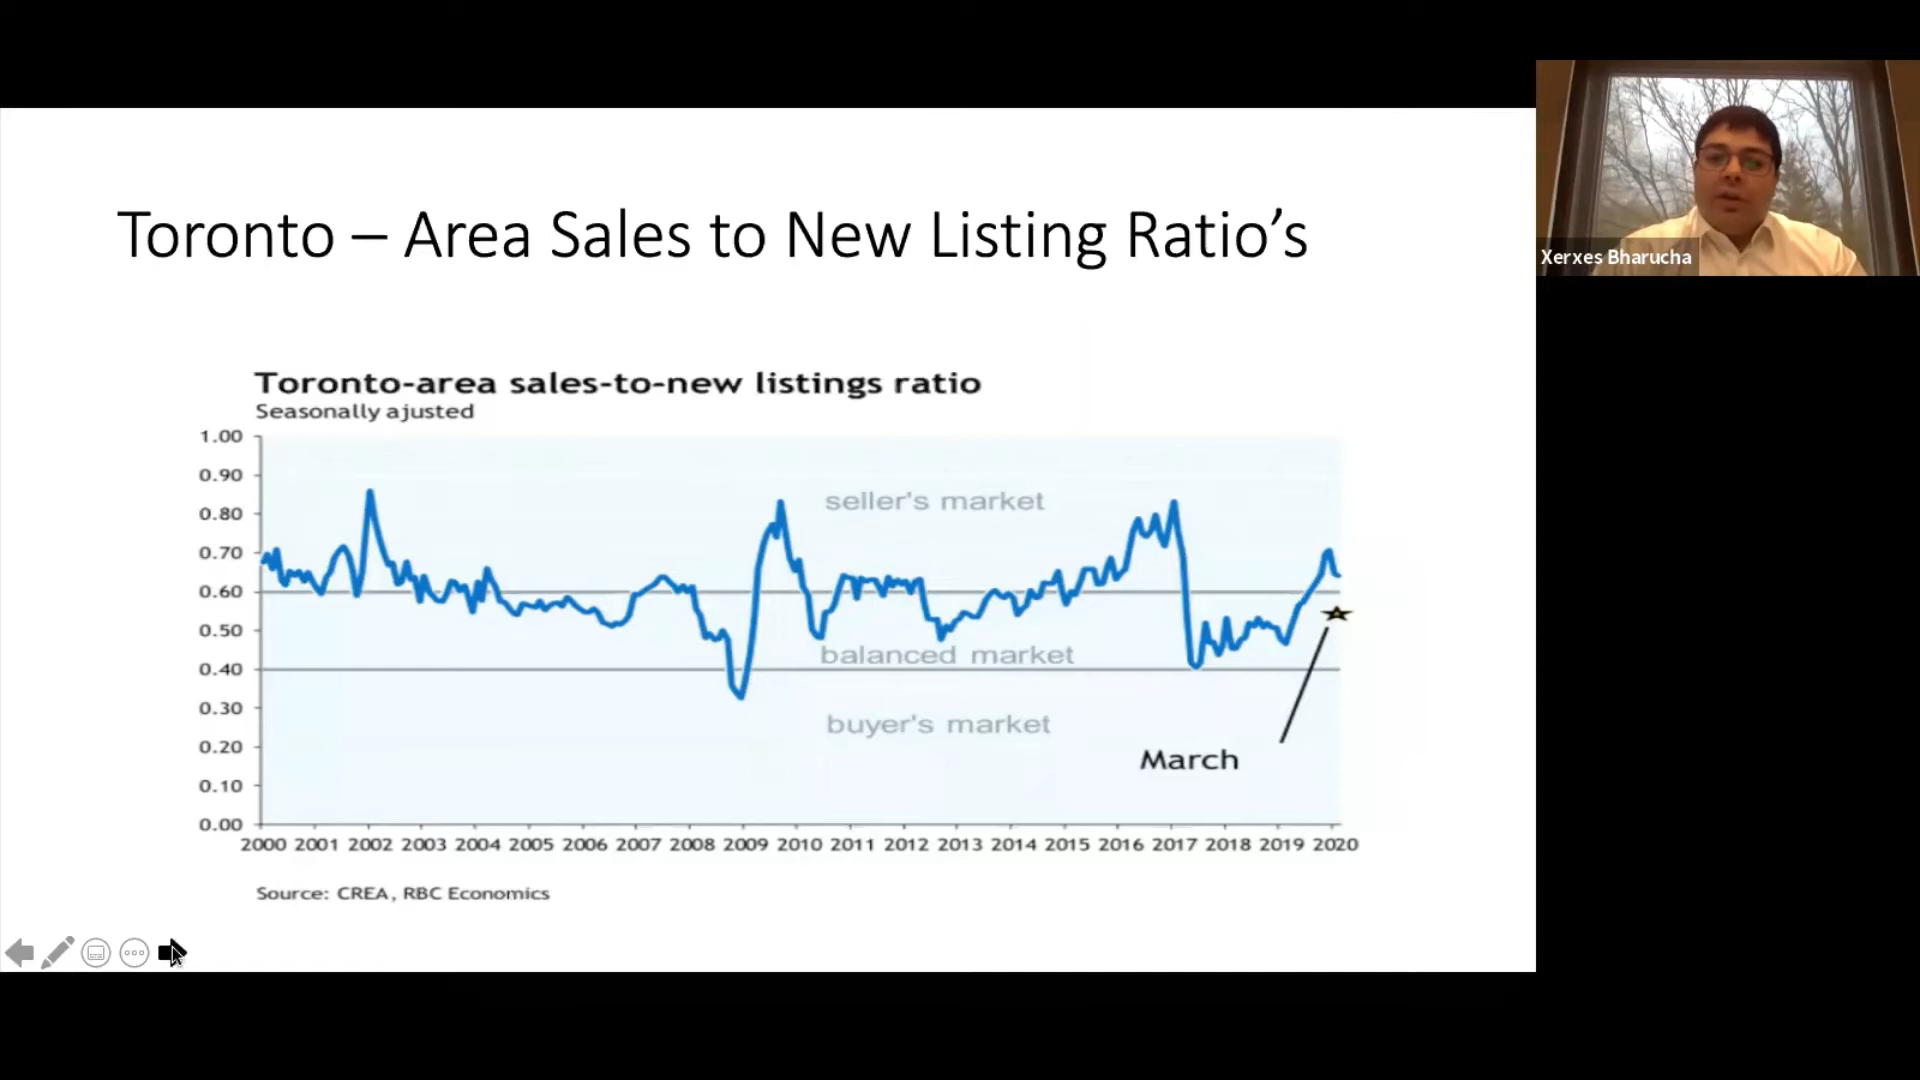 Toronto – Area Sales to New Listing Ratio's
Xerxes Bharucha
Toronto-area sales-to-new listings ratio
Seasonally ajusted
1.00
0.90
0.80
0.70
0.60
0.50
0.40
0.30
0.20
0.10
0.00
seller's market
balanced market
buyer's market
March
2000 2001 2002 2003 2004 2005 2006 2007 2008 2009 2010 2011 2012 2013 2014 2015 2016 2017 2018 2019 2020
Source: CREA, RBC Economics